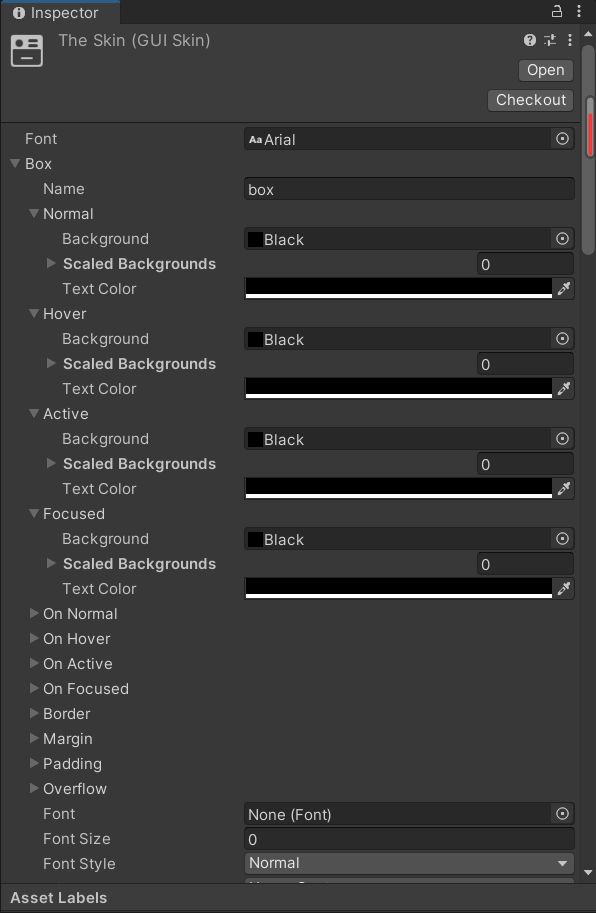 Inspector
The Skin (GUI Skin)
Open
Checkout
Font Aa Arial
Box
Name box
Normal
Background Black
Scaled Backgrounds 0
Text Color
Hover
Background Black
Scaled Backgrounds 0
Text Color
Active
Background Black
Scaled Backgrounds 0
Text Color
Focused
Background Black
Scaled Backgrounds 0
Text Color
On Normal
On Hover
On Active
On Focused
Border
Margin
Padding
Overflow
Font None (Font)
Font Size 0
Font Style Normal
Asset Labels